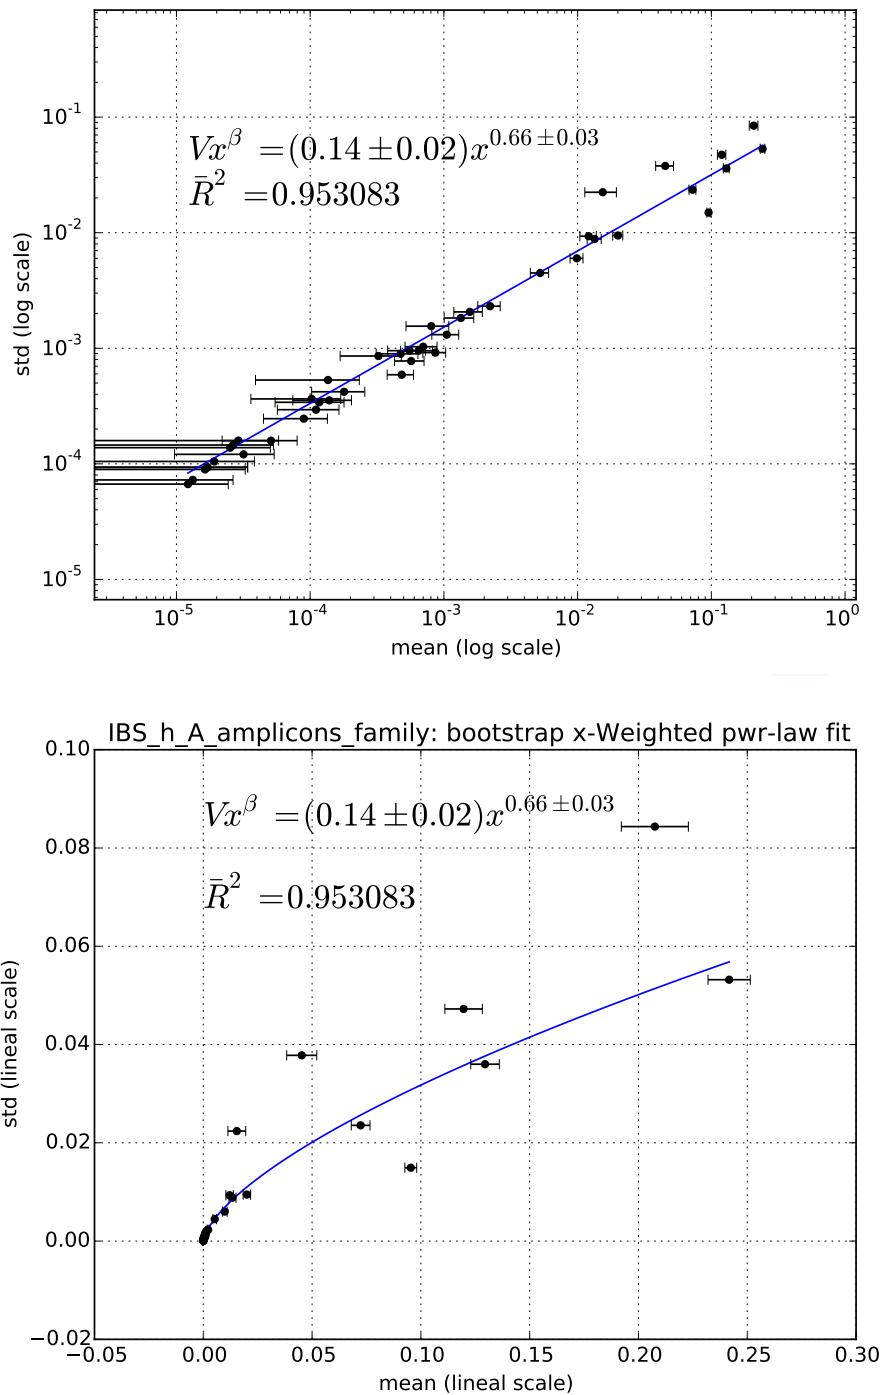 10^-1
10^-2
10^-3
10^-4
10^-5
std (log scale)
Vx^β =(0.14±0.02)x^0.66±0.03
R̄^2 =0.953083
10^-5 10^-4 10^-3 10^-2 10^-1 10^0
mean (log scale)
IBS_h_A_amplicons_family: bootstrap x-Weighted pwr-law fit
0.10
0.08
0.06
0.04
0.02
0.00
−0.02
std (lineal scale)
Vx^β =(0.14±0.02)x^0.66±0.03
R̄^2 =0.953083
−0.05 0.00 0.05 0.10 0.15 0.20 0.25 0.30
mean (lineal scale)